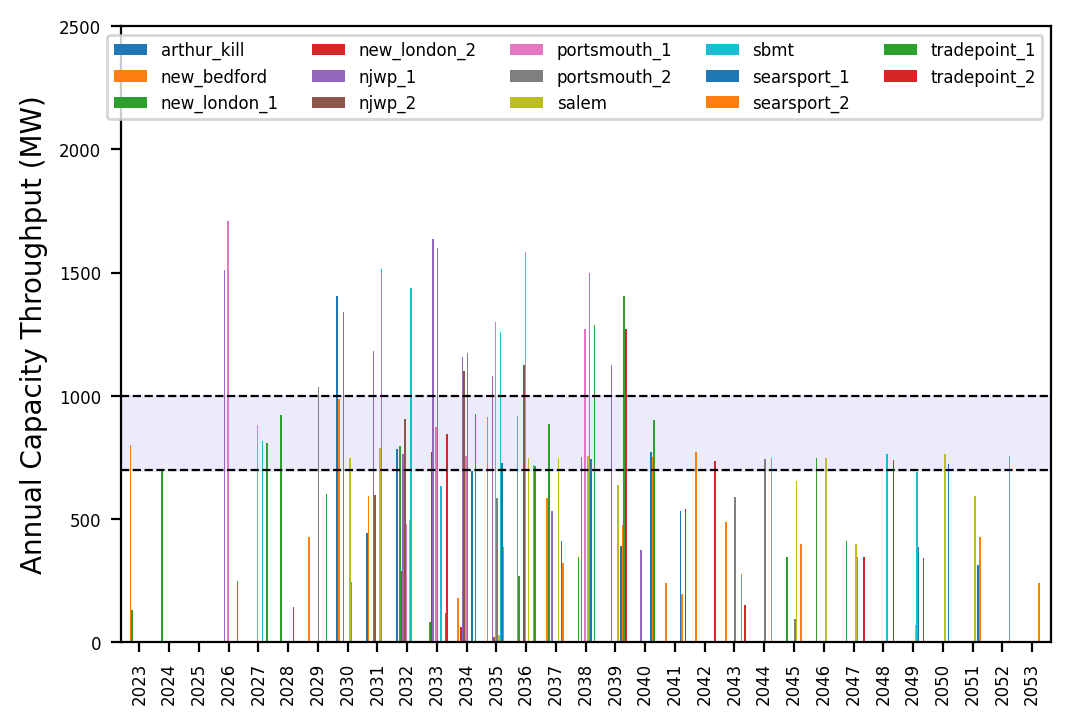 2500
2000
1500
1000
500
0
Annual Capacity Throughput (MW)
arthur_kill new_london_2 portsmouth_1 sbmt tradepoint_1
new_bedford njwp_1 portsmouth_2 searsport_1 tradepoint_2
new_london_1 njwp_2 salem searsport_2
2023 2024 2025 2026 2027 2028 2029 2030 2031 2032 2033 2034 2035 2036 2037 2038 2039 2040 2041 2042 2043 2044 2045 2046 2047 2048 2049 2050 2051 2052 2053